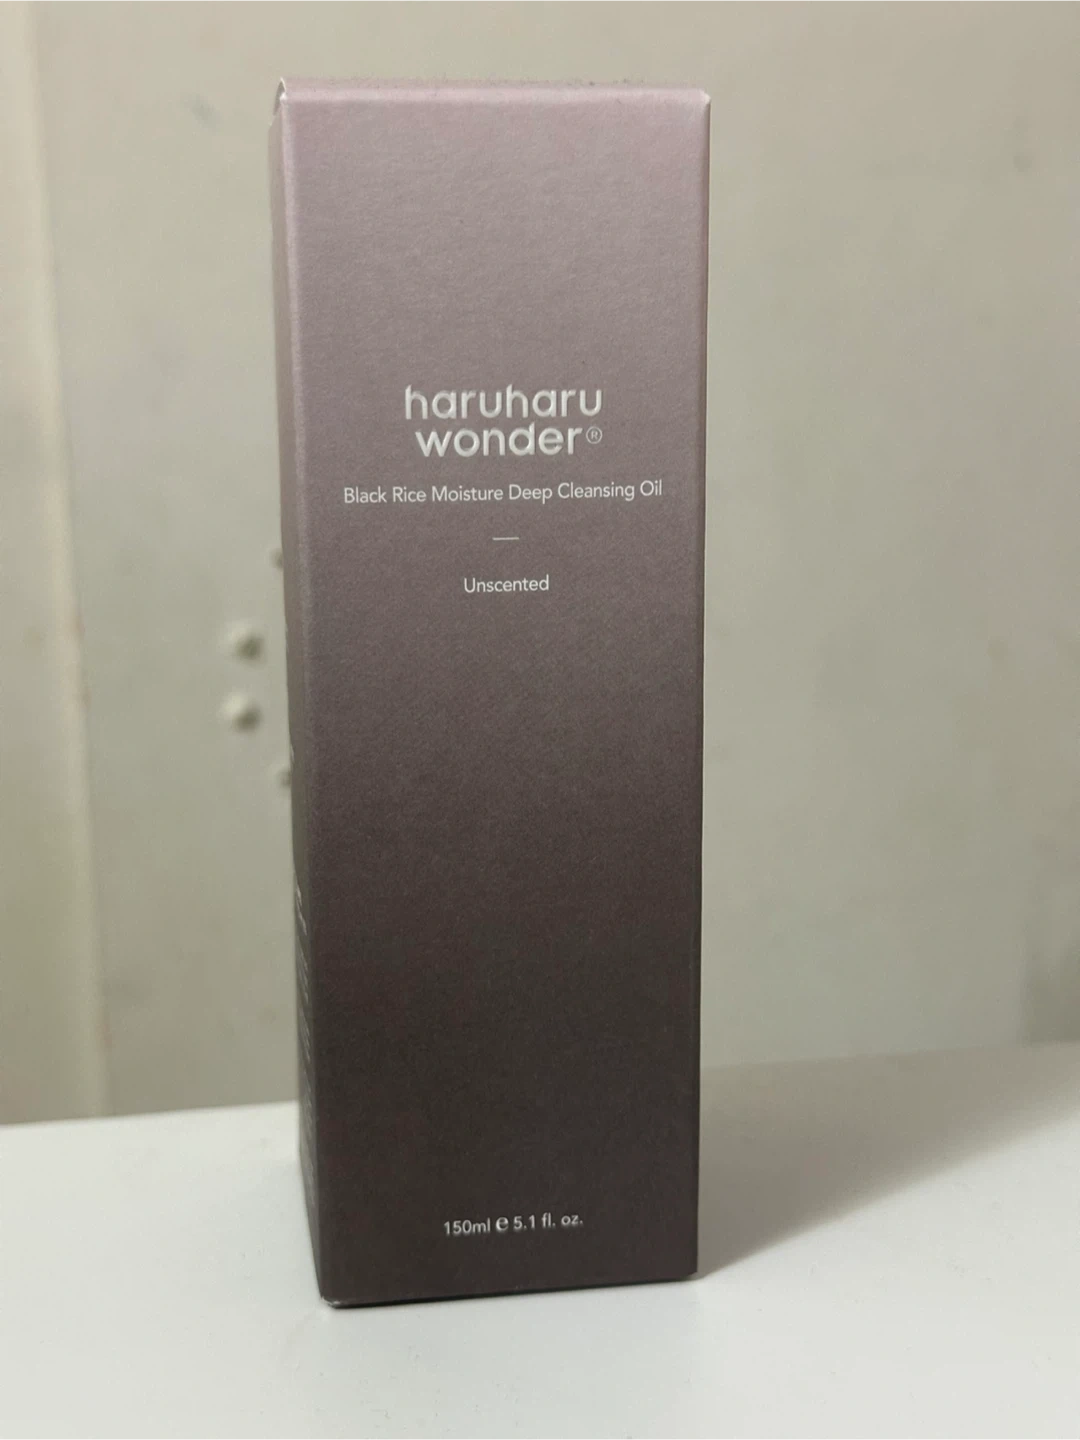 haruharu
wonder®
Black Rice Moisture Deep Cleansing Oil
Unscented
150ml ℮ 5.1 fl. oz.